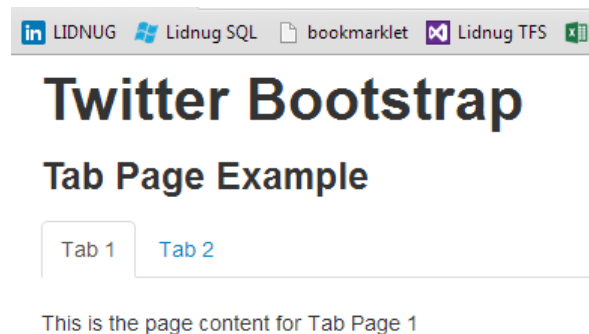 in LIDNUG Lidnug SQL bookmarklet Lidnug TFS
Twitter Bootstrap
Tab Page Example
Tab 1 Tab 2
This is the page content for Tab Page 1